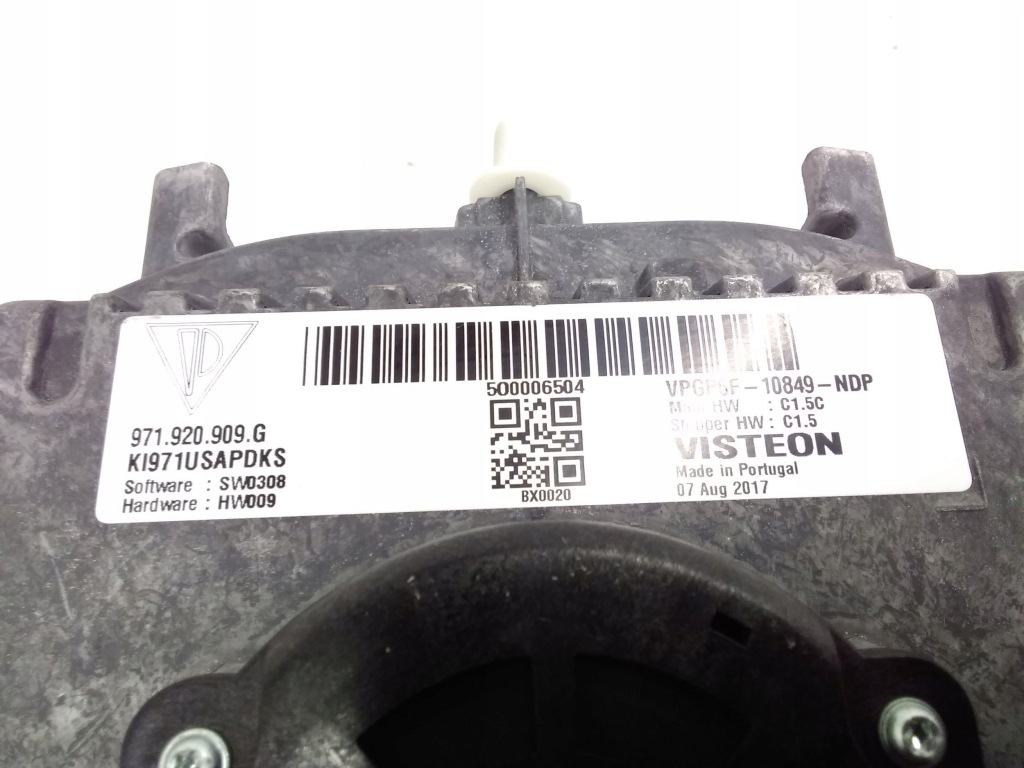 500006504
VPGP5F-10849-NDP
Main HW : C1.5C
Stepper HW : C1.5
VISTEON
Made in Portugal
07 Aug 2017
BX0020
971.920.909.G
KI971USAPDKS
Software : SW0308
Hardware : HW009